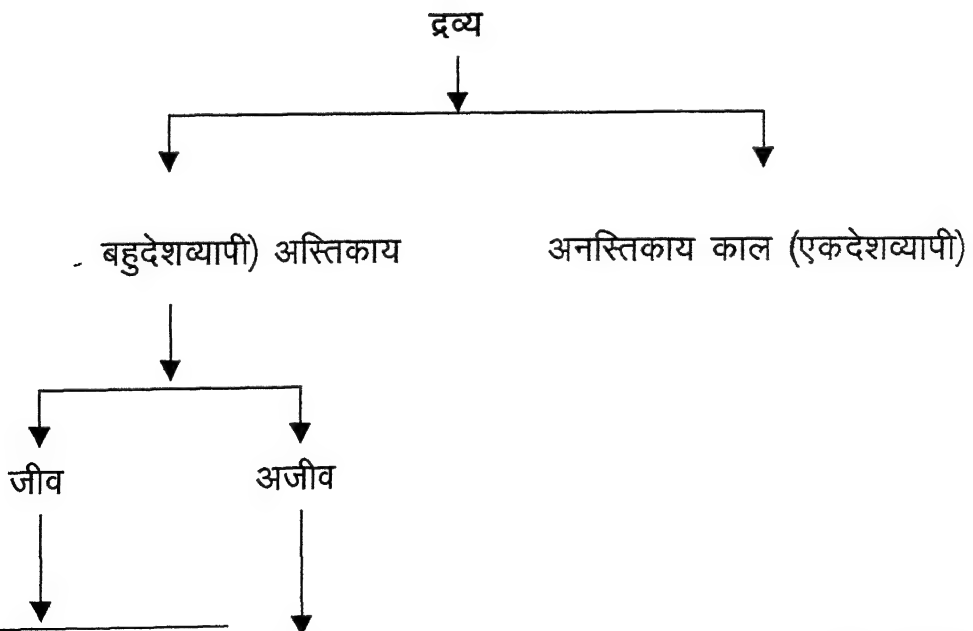 द्रव्य
बहुदेशव्यापी) अस्तिकाय अनस्तिकाय काल (एकदेशव्यापी)
जीव अजीव